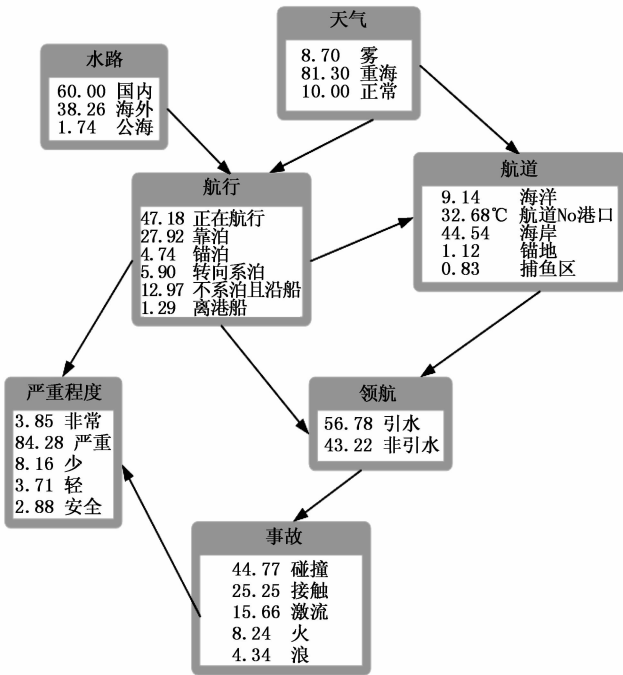 天气
8.70 雾
81.30 重海
10.00 正常
水路
60.00 国内
38.26 海外
1.74 公海
航道
9.14 海洋
32.68℃ 航道No港口
44.54 海岸
1.12 锚地
0.83 捕鱼区
航行
47.18 正在航行
27.92 靠泊
4.74 锚泊
5.90 转向系泊
12.97 不系泊且沿船
1.29 离港船
严重程度
3.85 非常
84.28 严重
8.16 少
3.71 轻
2.88 安全
领航
56.78 引水
43.22 非引水
事故
44.77 碰撞
25.25 接触
15.66 激流
8.24 火
4.34 浪